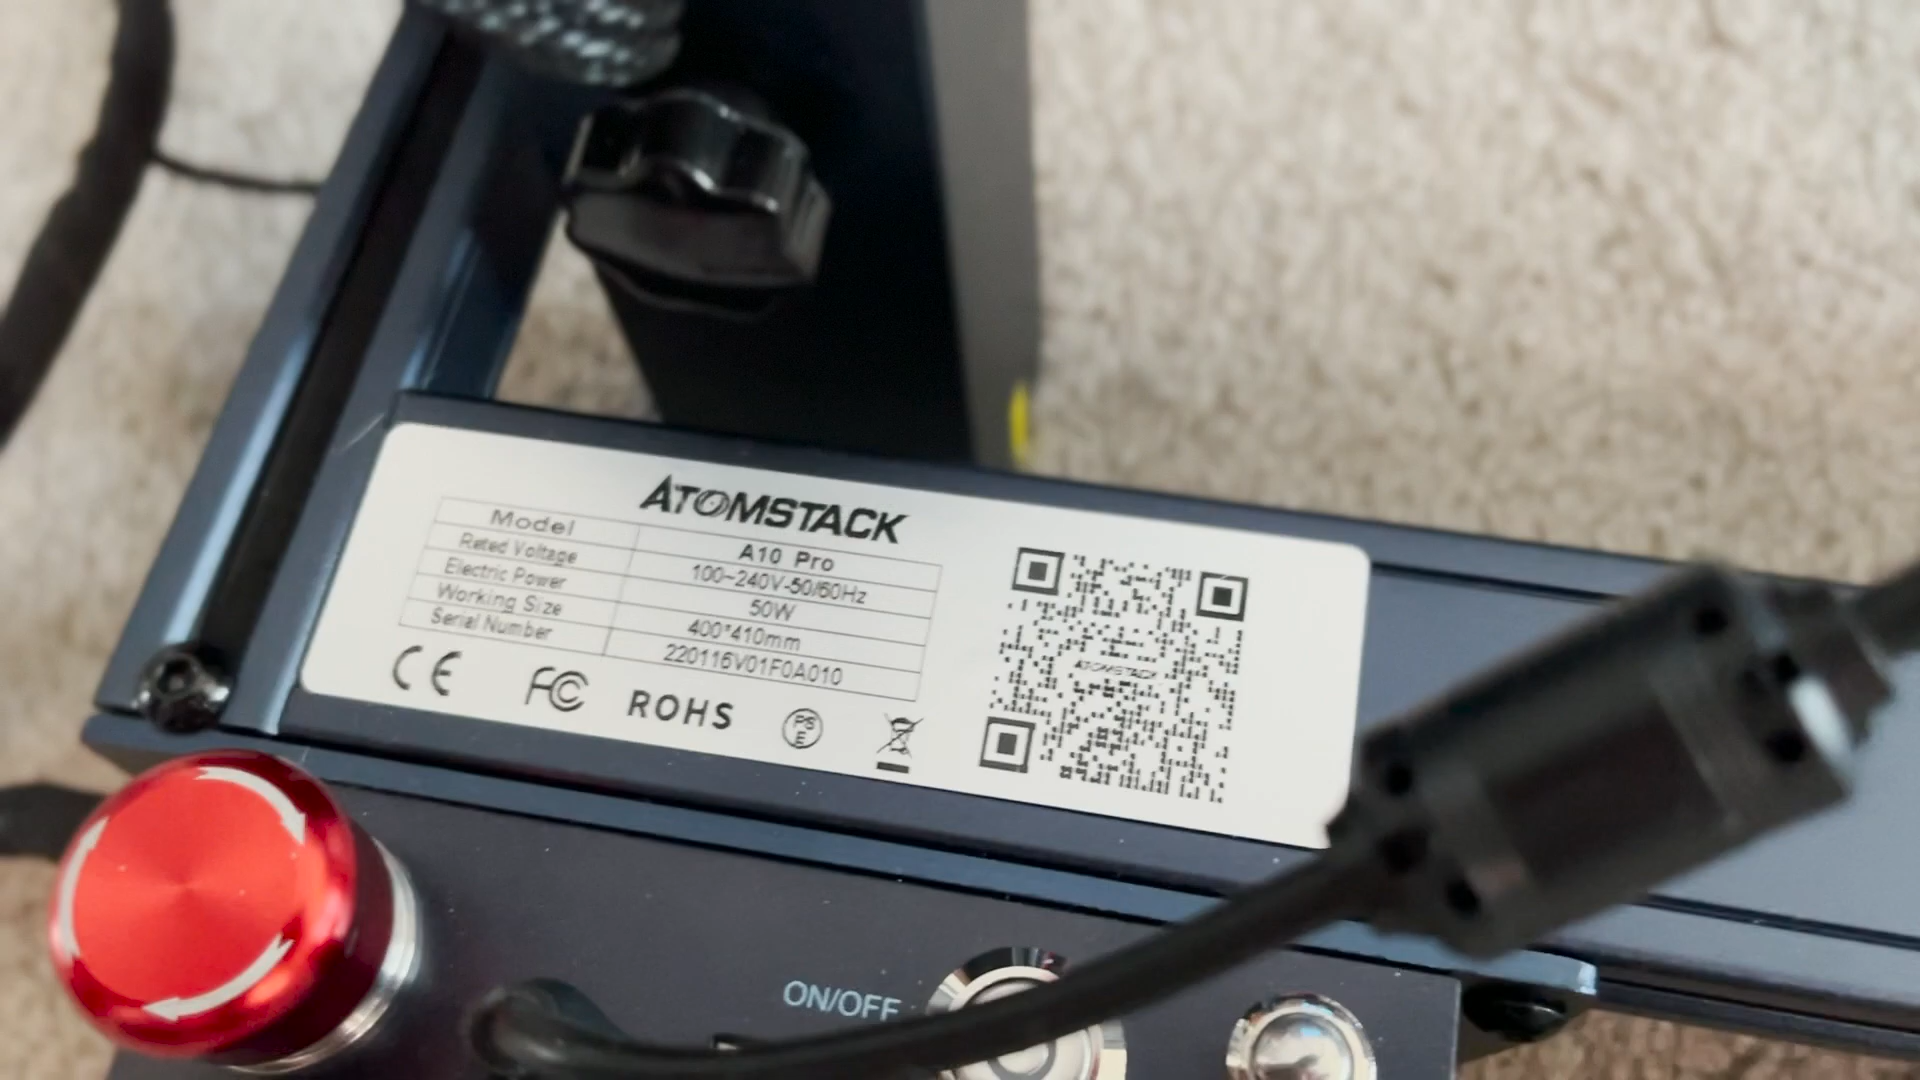 ATOMSTACK
Model A10 Pro
Rated Voltage 100~240V-50/60Hz
Electric Power 50W
Working Size 400*410mm
Serial Number 220116V01F0A010
CE FC ROHS PS E
ATOMSTACK
ON/OFF